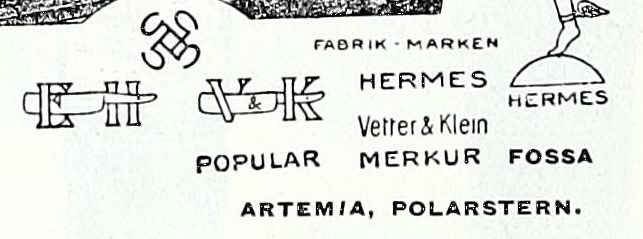 FABRIK-MARKEN
E H
V & K
HERMES
HERMES
Vetter & Klein
POPULAR MERKUR FOSSA
ARTEMIA, POLARSTERN.